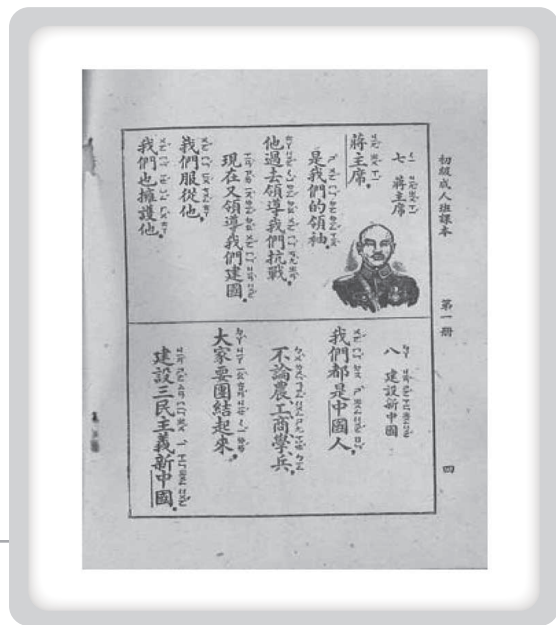 初級成人班課本
第一册
四
七 蔣主席
蔣主席,
是我們的領袖,
他過去領導我們抗戰,
現在又領導我們建國,
我們服從他,
我們也擁護他。
八 建設新中國
我們都是中國人,
不論農工商學兵,
大家要團結起來,
建設三民主義新中國。